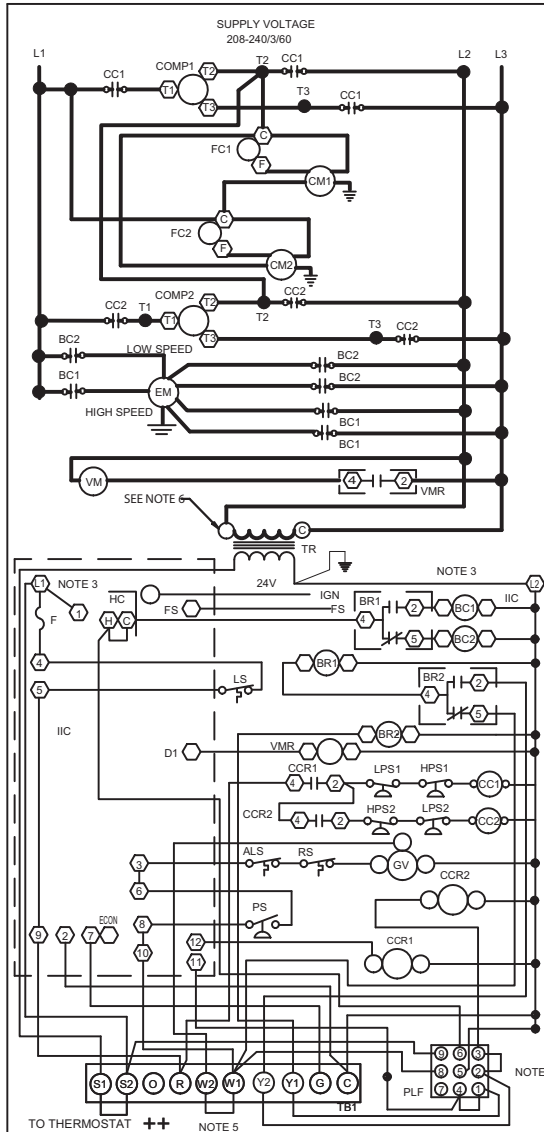 SUPPLY VOLTAGE
208-240/3/60
L1 T2 L2 L3
CC1 COMP1 T2 CC1
T1
T3 T3 CC1
C
FC1
F
CM1
C
FC2
F
CM2
CC2 T1 COMP2 T2 CC2
T1 T2
T3 T3 CC2
BC2 LOW SPEED BC2
BC1 EM BC2
HIGH SPEED
BC1
BC1
VM 4 2
VMR
SEE NOTE 6
C
TR
24V
L1 NOTE 3 NOTE 3 L2
HC IGN
1 FS FS BR1 2 BC1 IIC
F H C 4
5 BC2
4 BR1 BR2
5 LS 4 2
5
IIC BR2
D1 VMR
CCR1
4 2 LPS1 HPS1 CC1
CCR2 4 2 HPS2 LPS2 CC2
3 ALS RS GV
6 CCR2
PS
ECON
9 2 7 8 12 CCR1
10 11
9 6 3
8 5 2 NOTE
7 4 1
PLF
S1 S2 O R W2 W1 Y2 Y1 G C
TB1
TO THERMOSTAT ++ NOTE 5